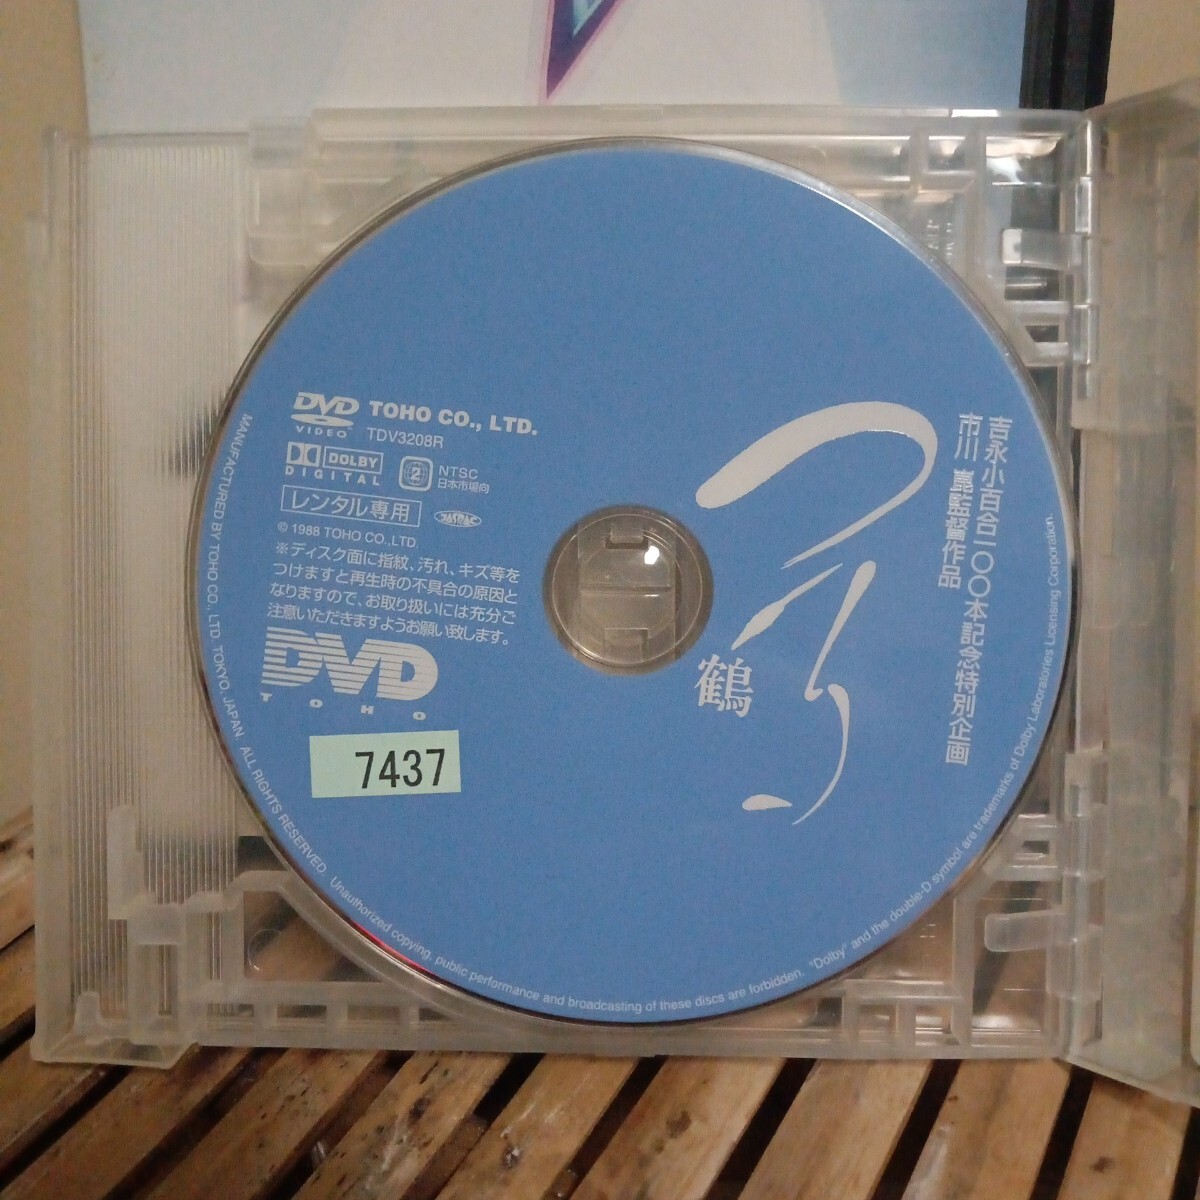 DVD VIDEO
TOHO CO., LTD.
TDV3208R
DOLBY DIGITAL
2
NTSC
日本市場向
レンタル専用
JASRAC
© 1988 TOHO CO.,LTD.
※ディスク面に指紋、汚れ、キズ等を
つけますと再生時の不具合の原因と
なりますので、お取り扱いには充分ご
注意いただきますようお願い致します。
DVD
TOHO
7437
吉永小百合一〇〇本記念特別企画
市川 崑監督作品
つる
鶴
MANUFACTURED BY TOHO CO., LTD TOKYO, JAPAN. ALL RIGHTS RESERVED. Unauthorized copying, public performance and broadcasting of these discs are forbidden. "Dolby" and the double-D symbol are trademarks of Dolby Laboratories Licensing Corporation.